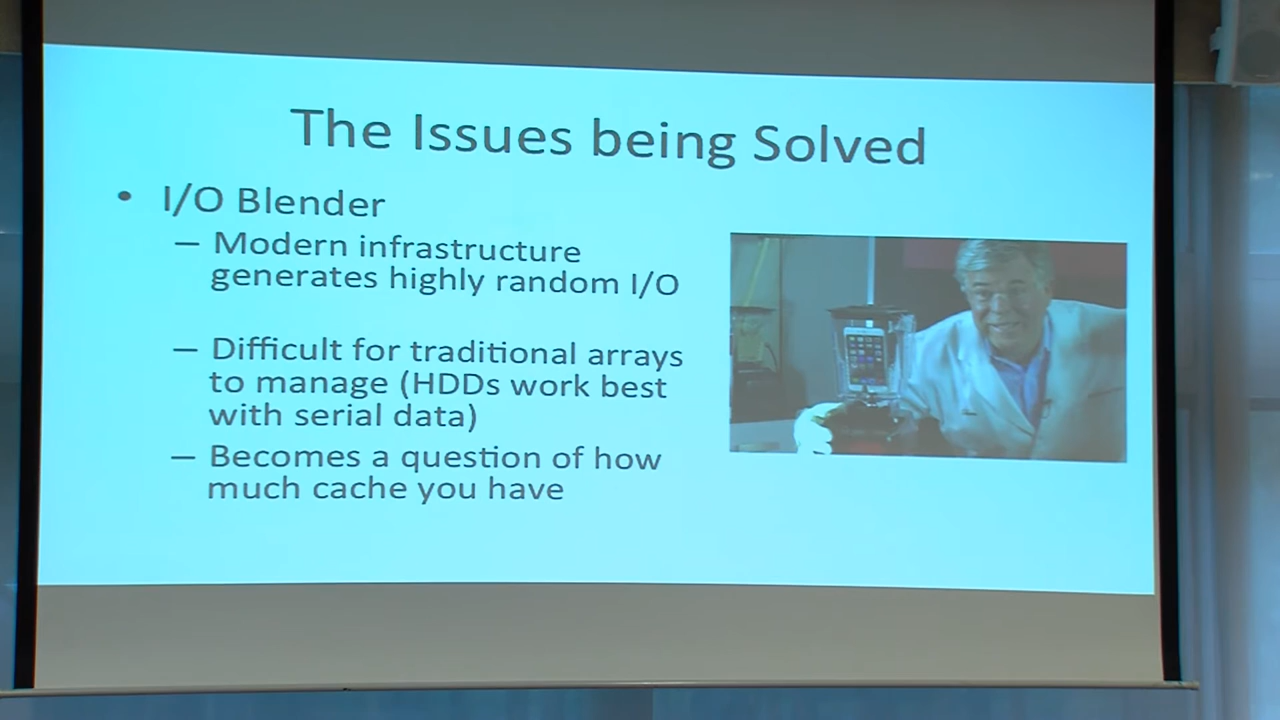 The Issues being Solved
• I/O Blender
– Modern infrastructure
generates highly random I/O
– Difficult for traditional arrays
to manage (HDDs work best
with serial data)
– Becomes a question of how
much cache you have